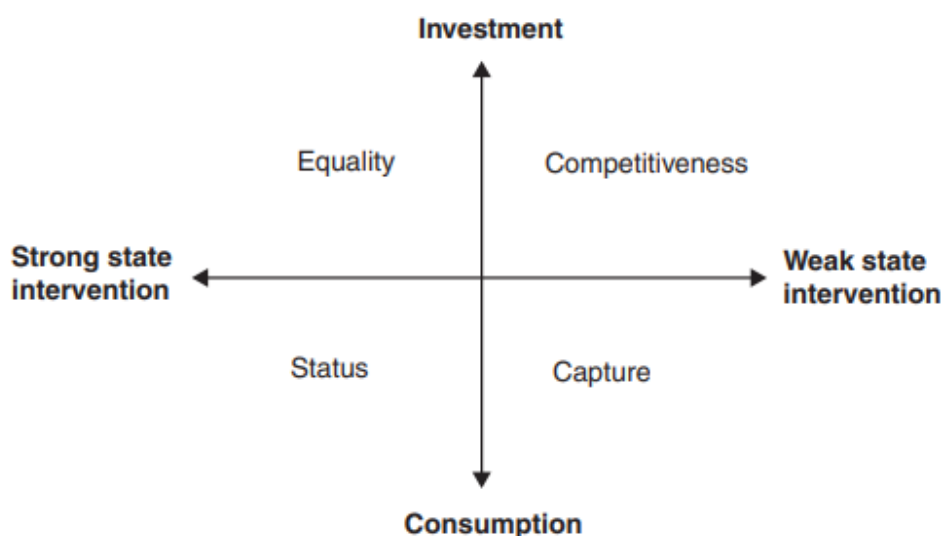 Investment
Equality
Competitiveness
Strong state
intervention
Weak state
intervention
Status
Capture
Consumption